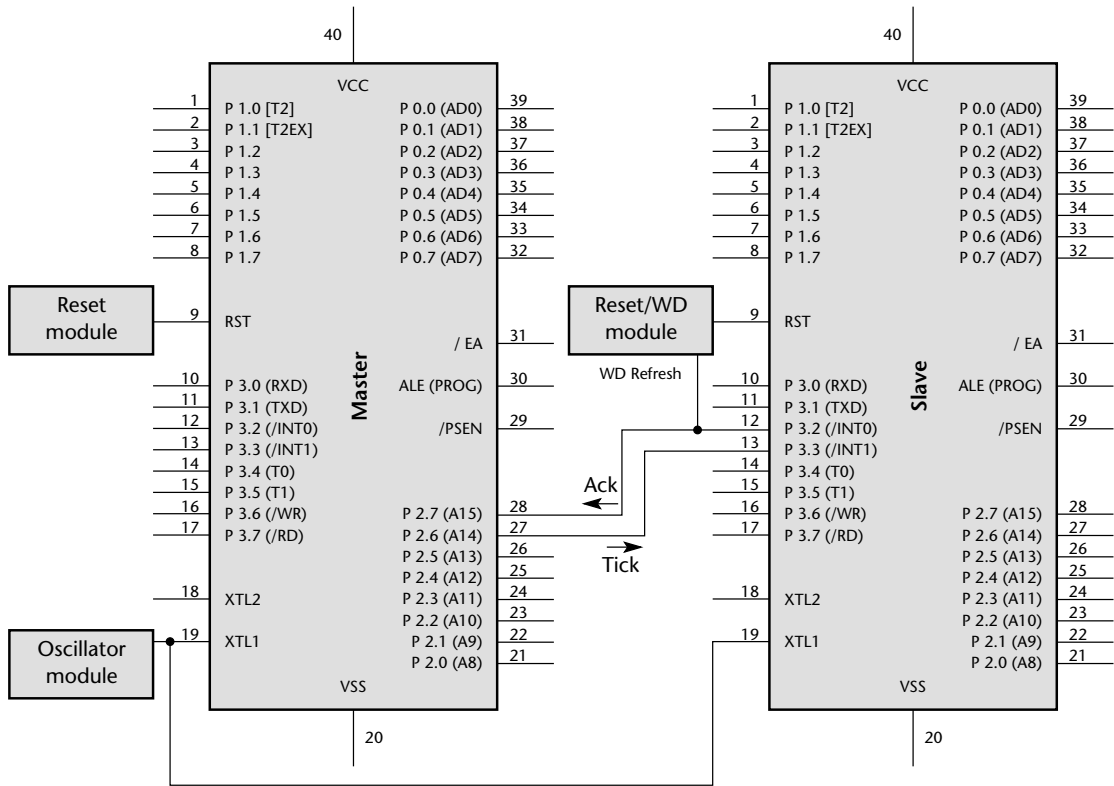 40
VCC
1 P 1.0 [T2]
2 P 1.1 [T2EX]
3 P 1.2
4 P 1.3
5 P 1.4
6 P 1.5
7 P 1.6
8 P 1.7
Reset
module
9 RST
10 P 3.0 (RXD)
11 P 3.1 (TXD)
12 P 3.2 (/INT0)
13 P 3.3 (/INT1)
14 P 3.4 (T0)
15 P 3.5 (T1)
16 P 3.6 (/WR)
17 P 3.7 (/RD)
18 XTL2
Oscillator
module
19 XTL1
Master
P 0.0 (AD0) 39
P 0.1 (AD1) 38
P 0.2 (AD2) 37
P 0.3 (AD3) 36
P 0.4 (AD4) 35
P 0.5 (AD5) 34
P 0.6 (AD6) 33
P 0.7 (AD7) 32
/ EA 31
ALE (PROG) 30
/PSEN 29
P 2.7 (A15) 28
P 2.6 (A14) 27
P 2.5 (A13) 26
P 2.4 (A12) 25
P 2.3 (A11) 24
P 2.2 (A10) 23
P 2.1 (A9) 22
P 2.0 (A8) 21
VSS
20
Ack
Tick
Reset/WD
module
WD Refresh
40
VCC
1 P 1.0 [T2]
2 P 1.1 [T2EX]
3 P 1.2
4 P 1.3
5 P 1.4
6 P 1.5
7 P 1.6
8 P 1.7
9 RST
10 P 3.0 (RXD)
11 P 3.1 (TXD)
12 P 3.2 (/INT0)
13 P 3.3 (/INT1)
14 P 3.4 (T0)
15 P 3.5 (T1)
16 P 3.6 (/WR)
17 P 3.7 (/RD)
18 XTL2
19 XTL1
Slave
P 0.0 (AD0) 39
P 0.1 (AD1) 38
P 0.2 (AD2) 37
P 0.3 (AD3) 36
P 0.4 (AD4) 35
P 0.5 (AD5) 34
P 0.6 (AD6) 33
P 0.7 (AD7) 32
/ EA 31
ALE (PROG) 30
/PSEN 29
P 2.7 (A15) 28
P 2.6 (A14) 27
P 2.5 (A13) 26
P 2.4 (A12) 25
P 2.3 (A11) 24
P 2.2 (A10) 23
P 2.1 (A9) 22
P 2.0 (A8) 21
VSS
20